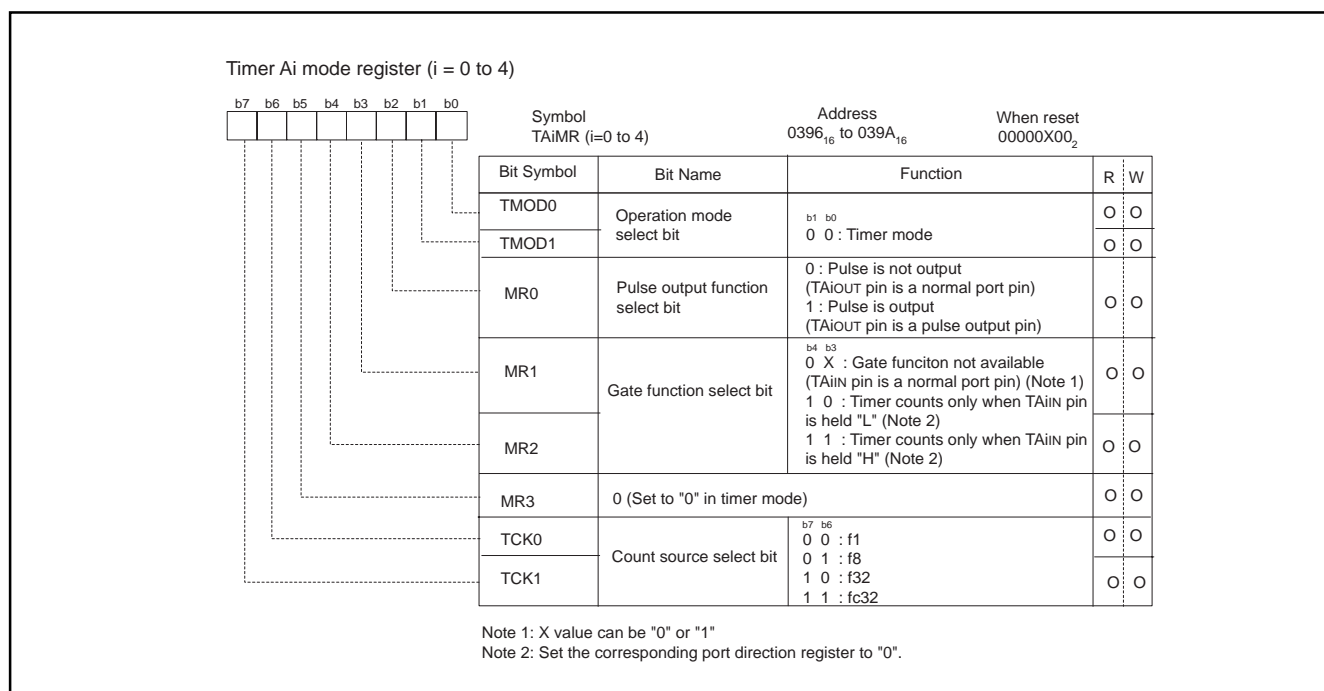 Timer Ai mode register (i = 0 to 4)
b7 b6 b5 b4 b3 b2 b1 b0
Symbol Address When reset
TAiMR (i=0 to 4) 0396₁₆ to 039A₁₆ 00000X00₂
Bit Symbol Bit Name Function R W
TMOD0 O O
Operation mode select bit
b1 b0
0 0 : Timer mode
TMOD1 O O
MR0
Pulse output function select bit
0 : Pulse is not output
(TAiOUT pin is a normal port pin)
1 : Pulse is output
(TAiOUT pin is a pulse output pin)
O O
MR1
Gate function select bit
b4 b3
0 X : Gate funciton not available
(TAiIN pin is a normal port pin) (Note 1)
1 0 : Timer counts only when TAiIN pin
is held "L" (Note 2)
1 1 : Timer counts only when TAiIN pin
is held "H" (Note 2)
O O
MR2 O O
MR3 0 (Set to "0" in timer mode) O O
TCK0 O O
Count source select bit
b7 b6
0 0 : f1
0 1 : f8
1 0 : f32
1 1 : fc32
TCK1 O O
Note 1: X value can be "0" or "1"
Note 2: Set the corresponding port direction register to "0".